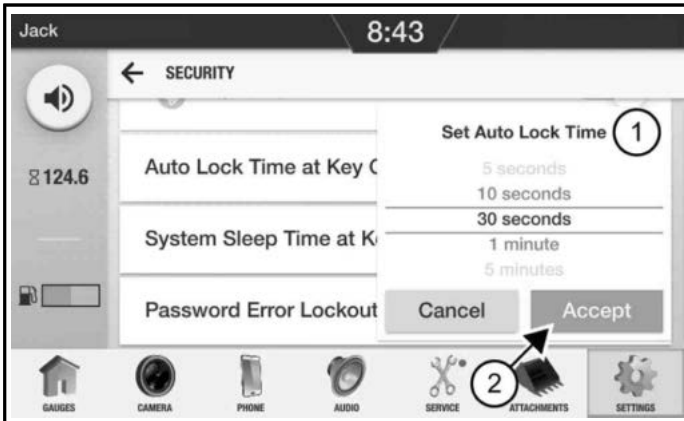 Jack
8:43
SECURITY
124.6
Auto Lock Time at Key
System Sleep Time at
Password Error Lockout
Set Auto Lock Time
1
5 seconds
10 seconds
30 seconds
1 minute
5 minutes
Cancel
Accept
2
GAUGES
CAMERA
PHONE
AUDIO
SERVICE
ATTACHMENTS
SETTINGS